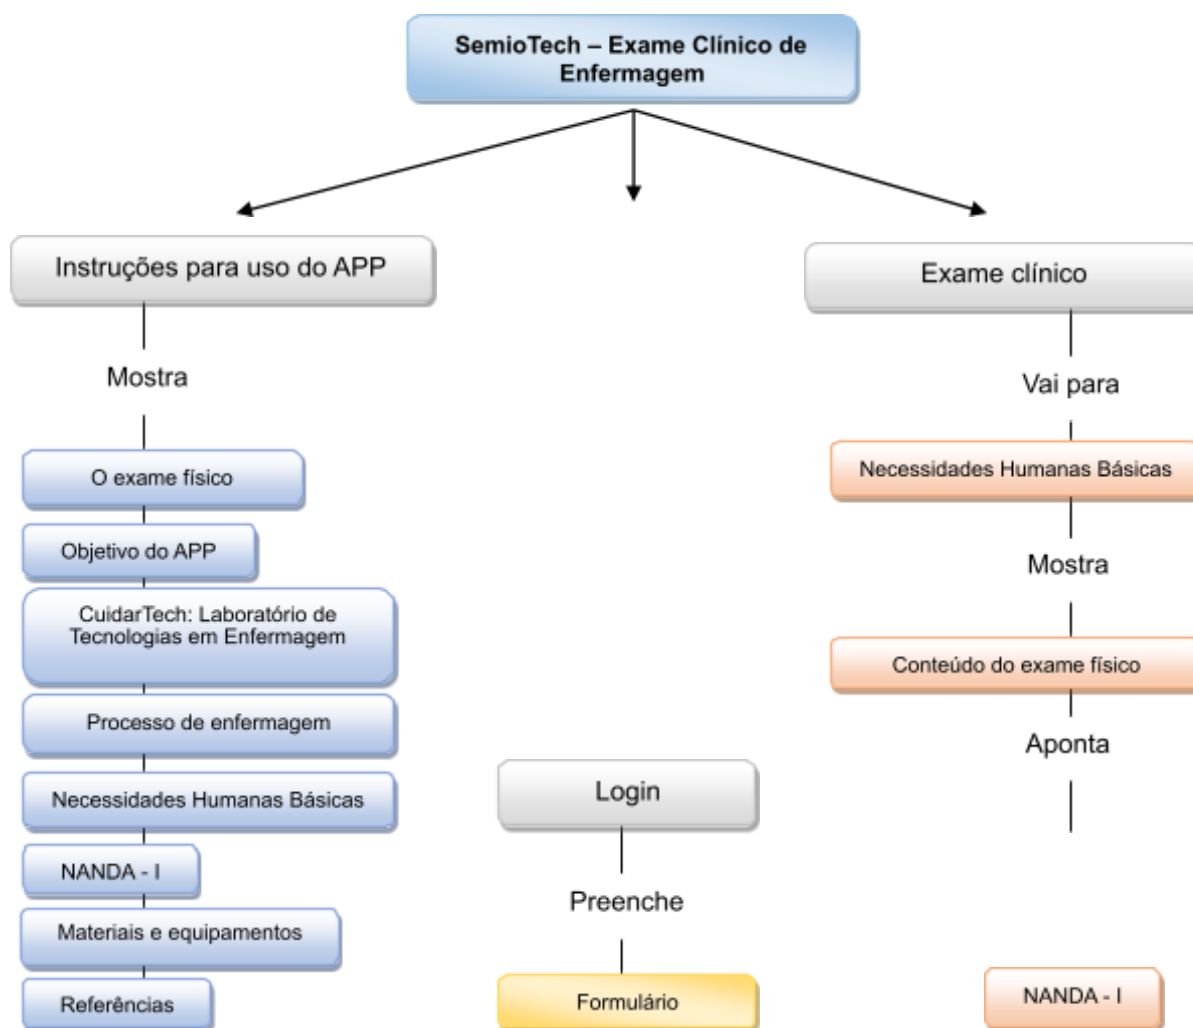 SemioTech – Exame Clínico de
Enfermagem
Instruções para uso do APP
Mostra
O exame físico
Objetivo do APP
CuidarTech: Laboratório de
Tecnologias em Enfermagem
Processo de enfermagem
Necessidades Humanas Básicas
NANDA - I
Materiais e equipamentos
Referências
Login
Preenche
Formulário
Exame clínico
Vai para
Necessidades Humanas Básicas
Mostra
Conteúdo do exame físico
Aponta
NANDA - I